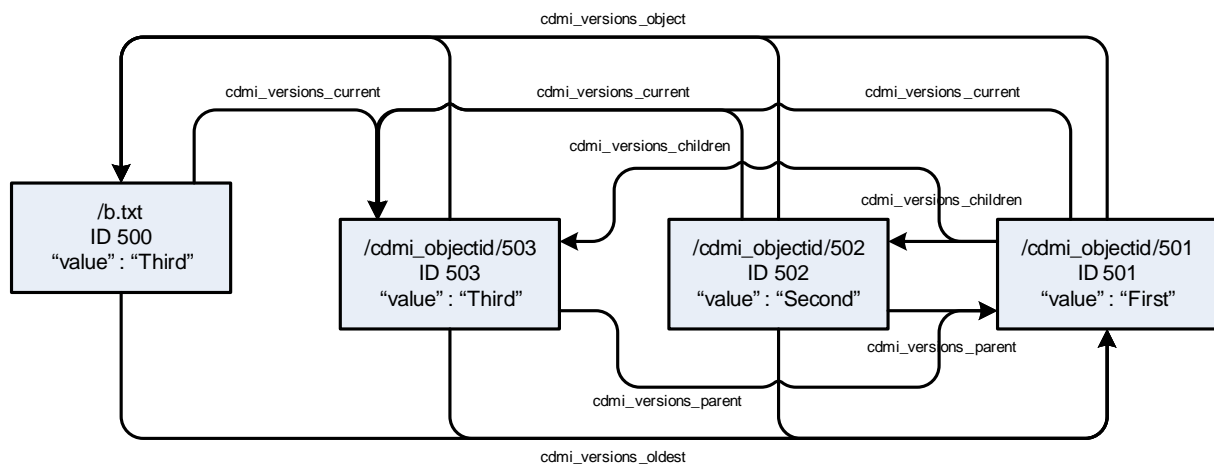 cdmi_versions_object
cdmi_versions_current
cdmi_versions_current
cdmi_versions_current
cdmi_versions_children
cdmi_versions_children
/b.txt
ID 500
“value” : “Third”
/cdmi_objectid/503
ID 503
“value” : “Third”
/cdmi_objectid/502
ID 502
“value” : “Second”
/cdmi_objectid/501
ID 501
“value” : “First”
cdmi_versions_parent
cdmi_versions_parent
cdmi_versions_oldest